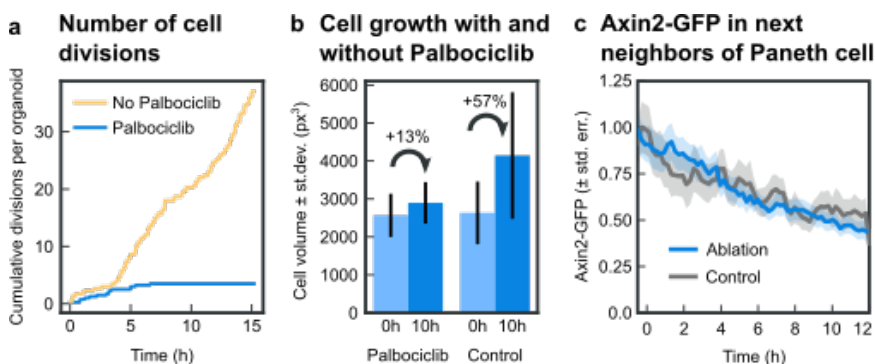 a Number of cell divisions
Cumulative divisions per organoid
30
20
10
0
No Palbociclib
Palbociclib
0 5 10 15
Time (h)
b Cell growth with and without Palbociclib
Cell volume ± st.dev. (px³)
6000
5000
4000
3000
2000
1000
0
+13%
+57%
0h 10h 0h 10h
Palbociclib Control
c Axin2-GFP in next neighbors of Paneth cell
Axin2-GFP (± std. err.)
1.25
1.00
0.75
0.50
0.0
Ablation
Control
0 2 4 6 8 10 12
Time (h)